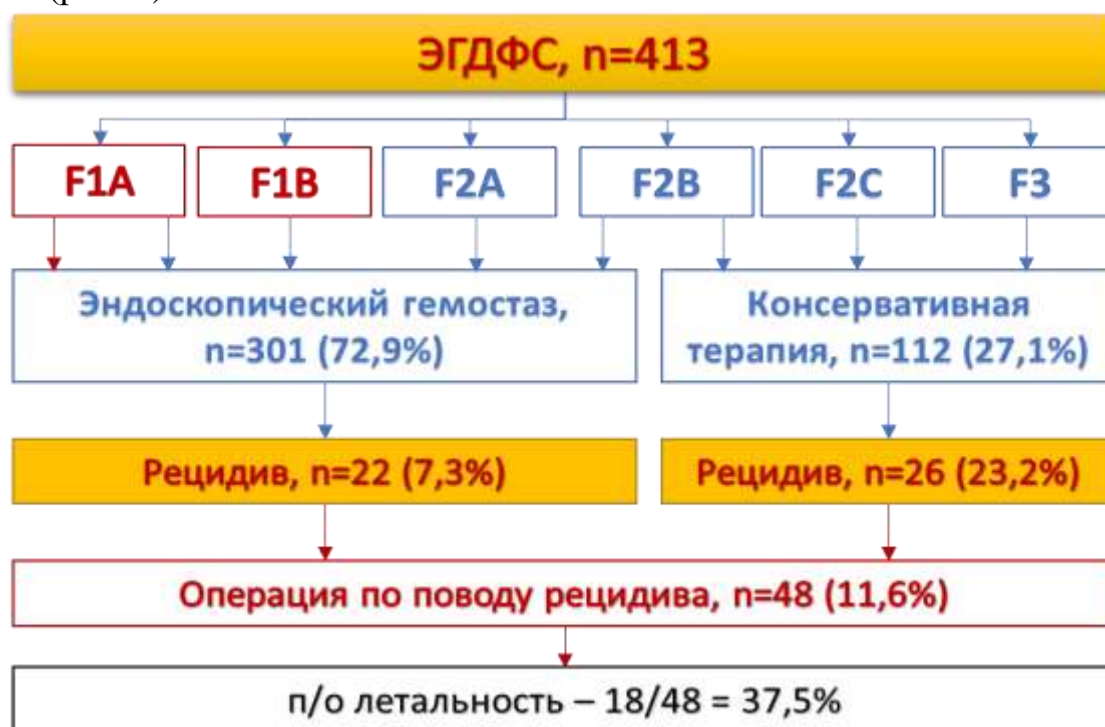 ЭГДФС, n=413
F1A F1B F2A F2B F2C F3
Эндоскопический гемостаз,
n=301 (72,9%)
Консервативная
терапия, n=112 (27,1%)
Рецидив, n=22 (7,3%)
Рецидив, n=26 (23,2%)
Операция по поводу рецидива, n=48 (11,6%)
п/о летальность – 18/48 = 37,5%